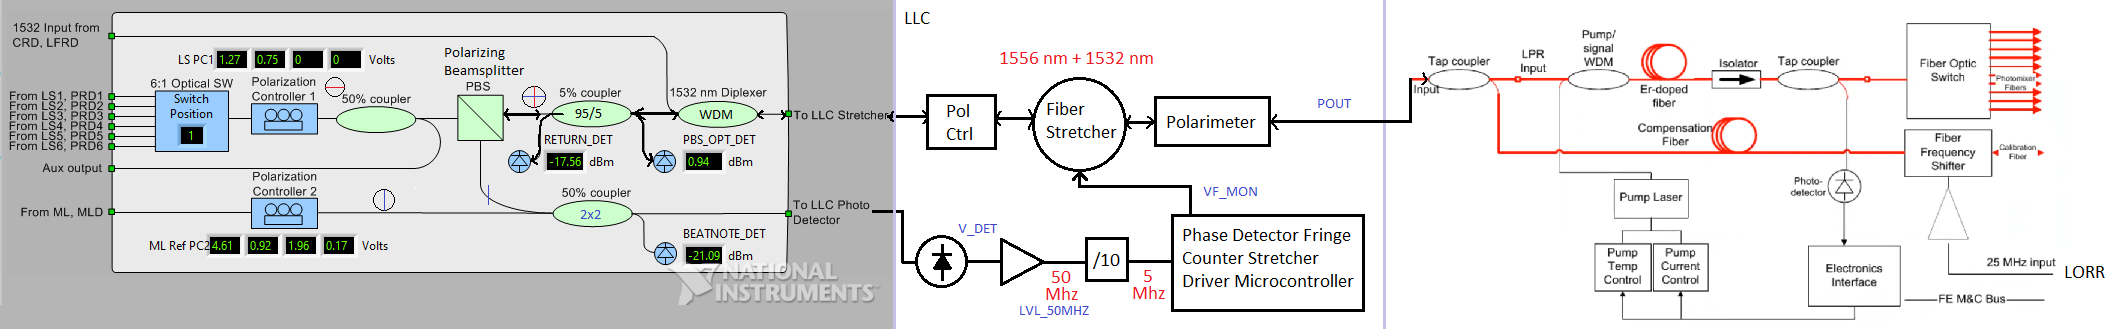 1532 Input from
CRD, LFRD
LS PC1 1.27 0.75 0 0 Volts
6:1 Optical SW
Switch
Position
1
From LS1, PRD1
From LS2, PRD2
From LS3, PRD3
From LS4, PRD4
From LS5, PRD5
From LS6, PRD6
Aux output
Polarization
Controller 1
50% coupler
Polarizing
Beamsplitter
PBS
5% coupler
95/5
1532 nm Diplexer
WDM
RETURN_DET
-17.56 dBm
PBS_OPT_DET
0.94 dBm
To LLC Stretcher
Polarization
Controller 2
From ML, MLD
ML Ref PC2 4.61 0.92 1.96 0.17 Volts
50% coupler
2x2
To LLC Photo
Detector
BEATNOTE_DET
-21.09 dBm
NATIONAL
INSTRUMENTS
LLC
1556 nm + 1532 nm
Pol
Ctrl
Fiber
Stretcher
Polarimeter
POUT
VF_MON
V_DET
50
Mhz
LVL_50MHZ
/10
5
Mhz
Phase Detector Fringe
Counter Stretcher
Driver Microcontroller
Tap coupler
Input
LPR
Input
Pump/
signal
WDM
Er-doped
fiber
Isolator
Tap coupler
Fiber Optic
Switch
Photomixer
Fibers
Compensation
Fiber
Fiber
Frequency
Shifter
Calibration
Fiber
Photo-
detector
Pump Laser
Pump
Temp
Control
Pump
Current
Control
Electronics
Interface
25 MHz input
LORR
FE M&C Bus